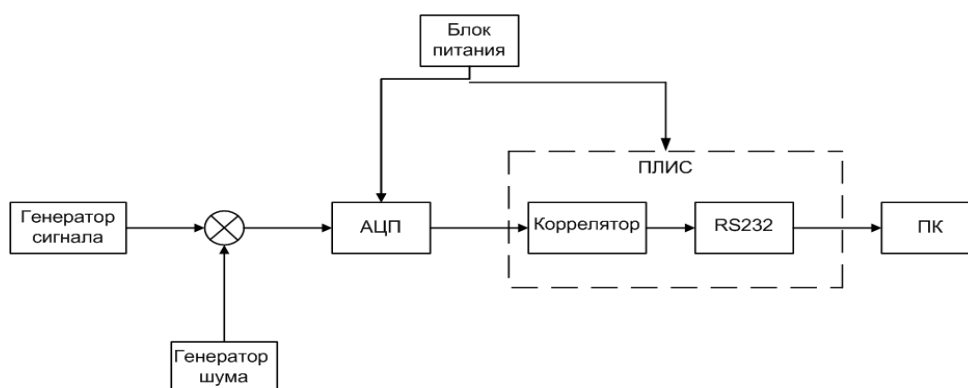 Блок
питания
ПЛИС
Генератор
сигнала
АЦП
Коррелятор
RS232
ПК
Генератор
шума